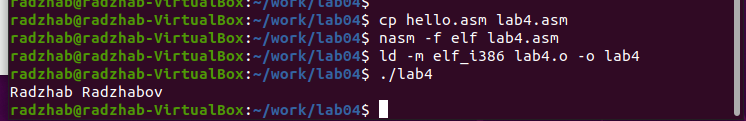 radzhab@radzhab-VirtualBox:~/work/lab04$
radzhab@radzhab-VirtualBox:~/work/lab04$ cp hello.asm lab4.asm
radzhab@radzhab-VirtualBox:~/work/lab04$ nasm -f elf lab4.asm
radzhab@radzhab-VirtualBox:~/work/lab04$ ld -m elf_i386 lab4.o -o lab4
radzhab@radzhab-VirtualBox:~/work/lab04$ ./lab4
Radzhab Radzhabov
radzhab@radzhab-VirtualBox:~/work/lab04$